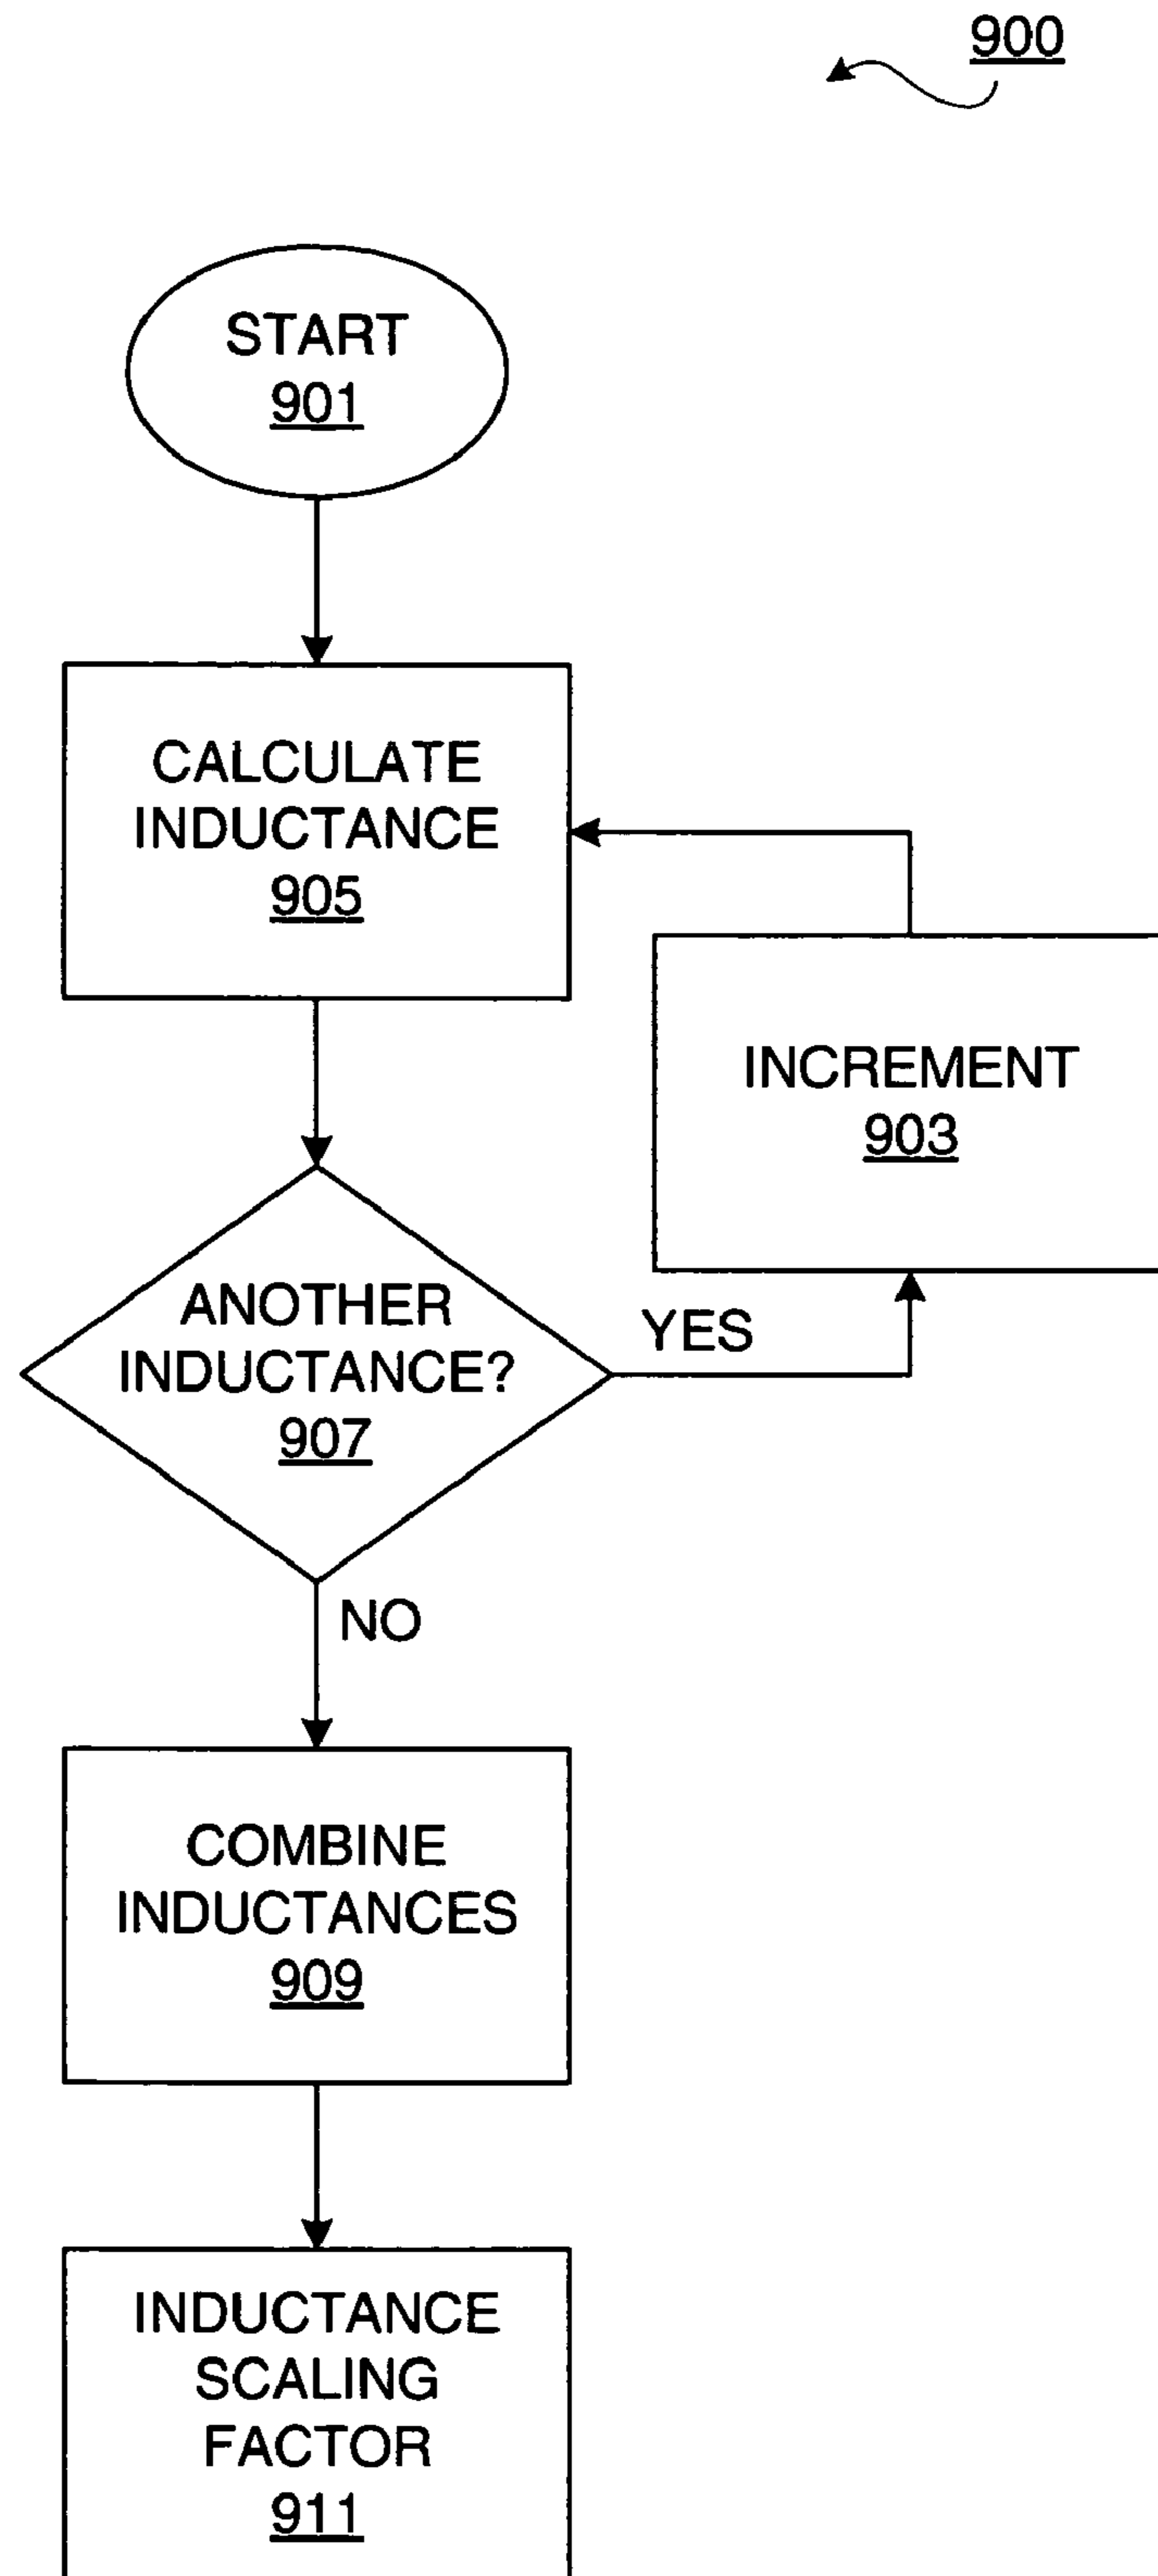 900
START
901
CALCULATE
INDUCTANCE
905
INCREMENT
903
ANOTHER
INDUCTANCE?
907
YES
NO
COMBINE
INDUCTANCES
909
INDUCTANCE
SCALING
FACTOR
911